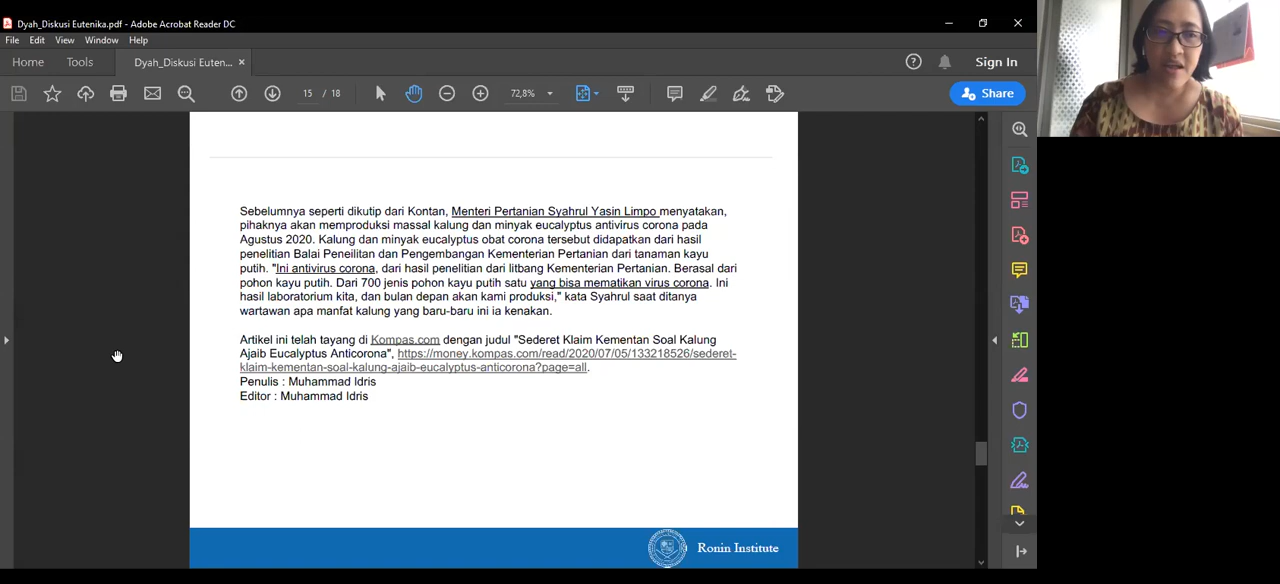 Dyah_Diskusi Eutenika.pdf - Adobe Acrobat Reader DC
File Edit View Window Help
Home Tools Dyah_Diskusi Euten... × Sign In
15 / 18 72,8% Share
Sebelumnya seperti dikutip dari Kontan, Menteri Pertanian Syahrul Yasin Limpo menyatakan,
pihaknya akan memproduksi massal kalung dan minyak eucalyptus antivirus corona pada
Agustus 2020. Kalung dan minyak eucalyptus obat corona tersebut didapatkan dari hasil
penelitian Balai Peneilitan dan Pengembangan Kementerian Pertanian dari tanaman kayu
putih. "Ini antivirus corona, dari hasil penelitian dari litbang Kementerian Pertanian. Berasal dari
pohon kayu putih. Dari 700 jenis pohon kayu putih satu yang bisa mematikan virus corona. Ini
hasil laboratorium kita, dan bulan depan akan kami produksi," kata Syahrul saat ditanya
wartawan apa manfat kalung yang baru-baru ini ia kenakan.
Artikel ini telah tayang di Kompas.com dengan judul "Sederet Klaim Kementan Soal Kalung
Ajaib Eucalyptus Anticorona", https://money.kompas.com/read/2020/07/05/133218526/sederet-
klaim-kementan-soal-kalung-ajaib-eucalyptus-anticorona?page=all.
Penulis : Muhammad Idris
Editor : Muhammad Idris
Ronin Institute